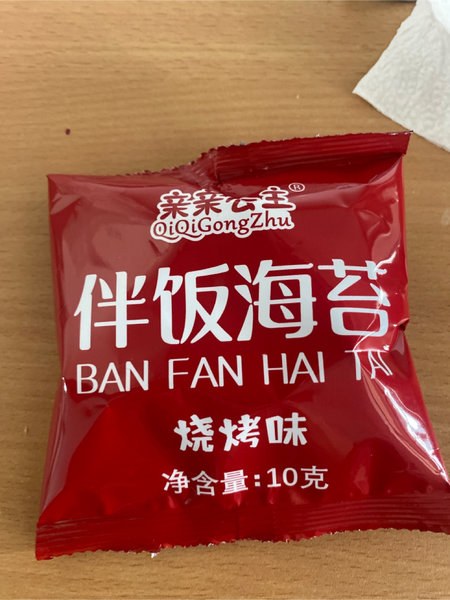 亲亲公主®
QiQiGongZhu
伴饭海苔
BAN FAN HAI TAI
烧烤味
净含量:10克